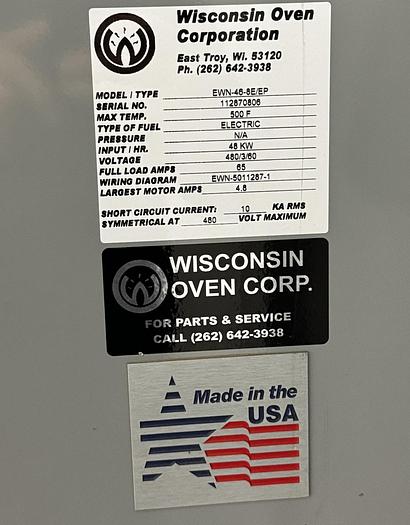 Wisconsin Oven
Corporation
East Troy, Wi. 53120
Ph. (262) 642-3938
MODEL / TYPE EWN-46-8E/EP
SERIAL NO. 112870806
MAX TEMP. 500 F
TYPE OF FUEL ELECTRIC
PRESSURE N/A
INPUT / HR. 48 KW
VOLTAGE 480/3/60
FULL LOAD AMPS 65
WIRING DIAGRAM EWN-5011287-1
LARGEST MOTOR AMPS 4.8
SHORT CIRCUIT CURRENT: 10 KA RMS
SYMMETRICAL AT 480 VOLT MAXIMUM
WISCONSIN
OVEN CORP.
FOR PARTS & SERVICE
CALL (262) 642-3938
Made in the
USA